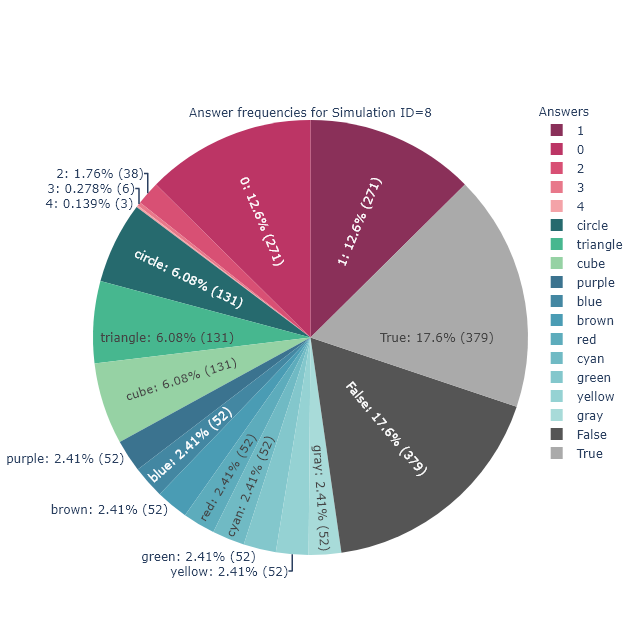 Answer frequencies for Simulation ID=8
Answers
1
0
2
3
4
circle
triangle
cube
purple
blue
brown
red
cyan
green
yellow
gray
False
True
2: 1.76% (38)
3: 0.278% (6)
4: 0.139% (3)
0: 12.6% (271)
1: 12.6% (271)
circle: 6.08% (131)
triangle: 6.08% (131)
True: 17.6% (379)
cube: 6.08% (131)
False: 17.6% (379)
purple: 2.41% (52)
blue: 2.41% (52)
brown: 2.41% (52)
red: 2.41% (52)
cyan: 2.41% (52)
gray: 2.41% (52)
green: 2.41% (52)
yellow: 2.41% (52)